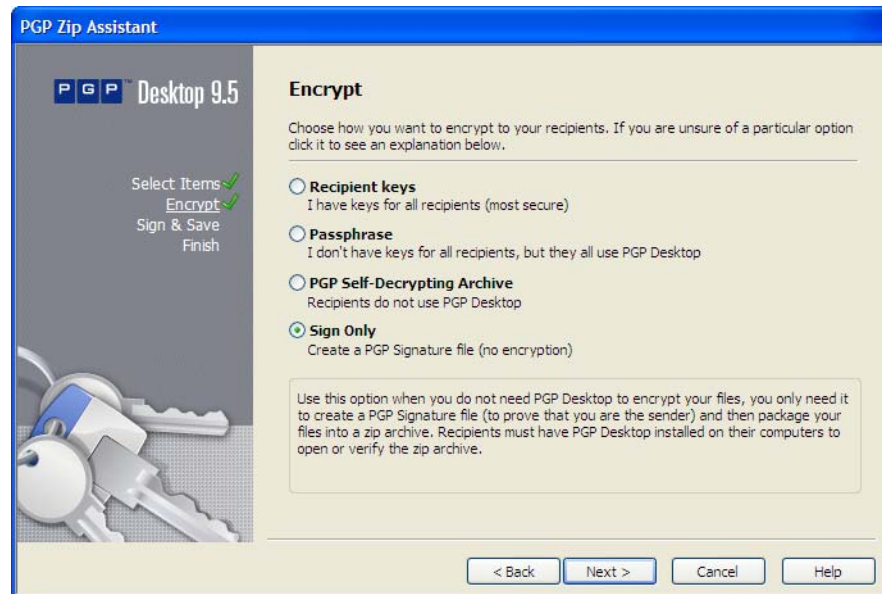 PGP Zip Assistant
PGP™ Desktop 9.5
Select Items
Encrypt
Sign & Save
Finish
Encrypt
Choose how you want to encrypt to your recipients. If you are unsure of a particular option
click it to see an explanation below.
Recipient keys
I have keys for all recipients (most secure)
Passphrase
I don't have keys for all recipients, but they all use PGP Desktop
PGP Self-Decrypting Archive
Recipients do not use PGP Desktop
Sign Only
Create a PGP Signature file (no encryption)
Use this option when you do not need PGP Desktop to encrypt your files, you only need it
to create a PGP Signature file (to prove that you are the sender) and then package your
files into a zip archive. Recipients must have PGP Desktop installed on their computers to
open or verify the zip archive.
< Back Next > Cancel Help